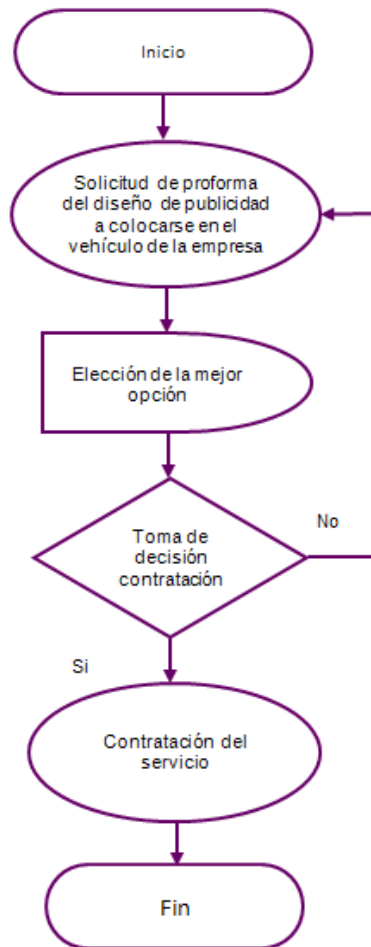 Inicio
Solicitud de proforma
del diseño de publicidad
a colocarse en el
vehículo de la empresa
Elección de la mejor
opción
Toma de
decisión
contratación
No
Si
Contratación del
servicio
Fin